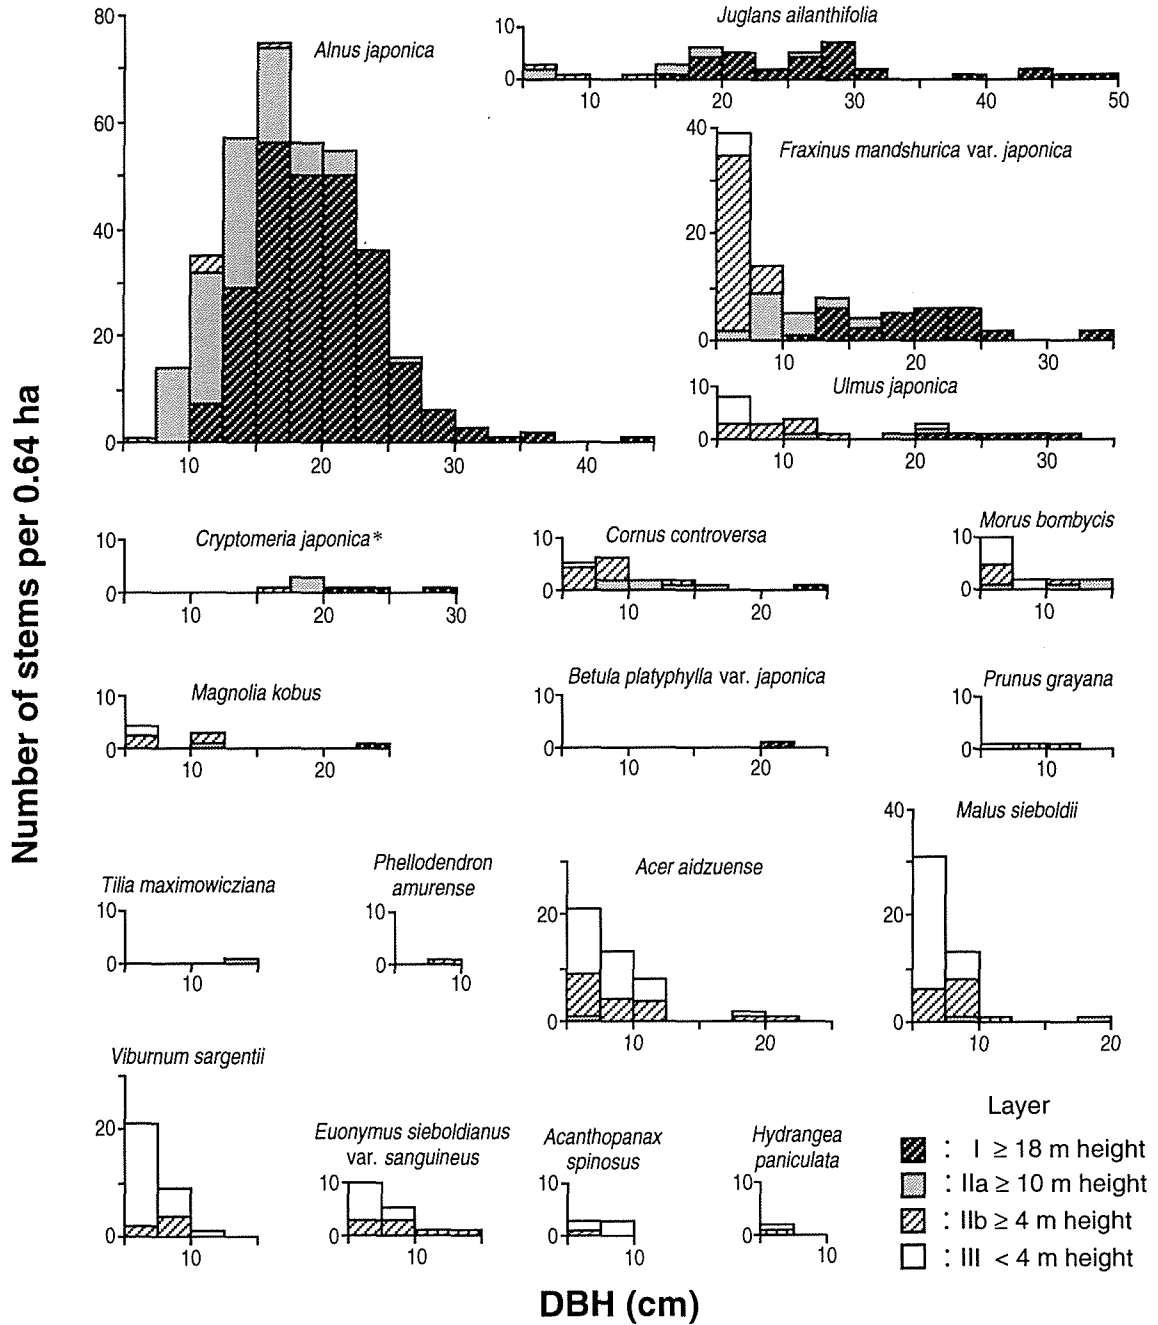 Number of stems per 0.64 ha
Alnus japonica
80
60
40
20
0
10 20 30 40
Juglans ailanthifolia
10
0
10 20 30 40 50
Fraxinus mandshurica var. japonica
40
20
0
10 20 30
Ulmus japonica
10
0
10 20 30
Cryptomeria japonica*
10
0
10 20 30
Cornus controversa
10
0
10 20
Morus bombycis
10
0
10
Magnolia kobus
10
0
10 20
Betula platyphylla var. japonica
10
0
10 20
Prunus grayana
10
0
10
Tilia maximowicziana
10
0
10
Phellodendron
amurense
10
0
10
Acer aidzuense
20
0
10 20
Malus sieboldii
40
20
0
10 20
Viburnum sargentii
20
0
10
Euonymus sieboldianus
var. sanguineus
10
0
10
Acanthopanax
spinosus
10
0
10
Hydrangea
paniculata
10
0
10
Layer
: I ≥ 18 m height
: IIa ≥ 10 m height
: IIb ≥ 4 m height
: III < 4 m height
DBH (cm)